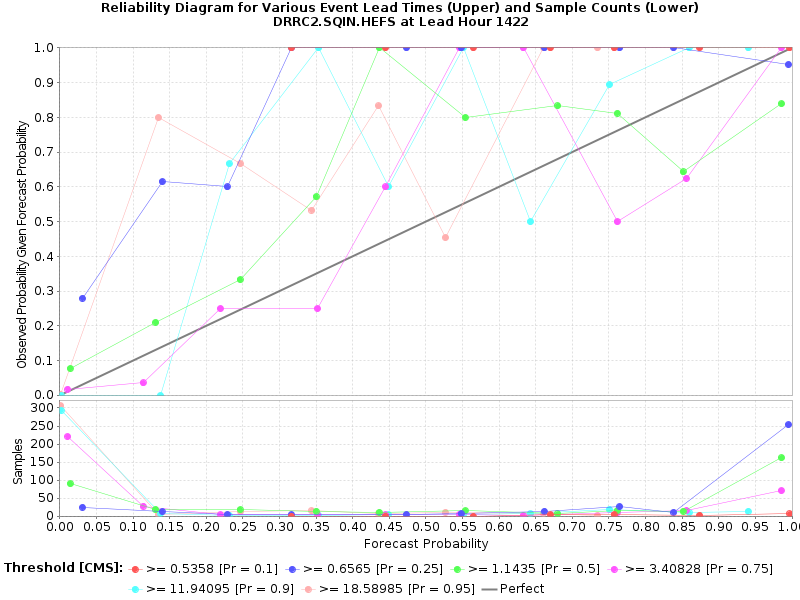 Reliability Diagram for Various Event Lead Times (Upper) and Sample Counts (Lower)
DRRC2.SQIN.HEFS at Lead Hour 1422
Observed Probability Given Forecast Probability
1.0
0.9
0.8
0.7
0.6
0.5
0.4
0.3
0.2
0.1
0.0
Samples
300
250
200
150
100
50
0
0.00 0.05 0.10 0.15 0.20 0.25 0.30 0.35 0.40 0.45 0.50 0.55 0.60 0.65 0.70 0.75 0.80 0.85 0.90 0.95 1.0
Forecast Probability
Threshold [CMS]: >= 0.5358 [Pr = 0.1] >= 0.6565 [Pr = 0.25] >= 1.1435 [Pr = 0.5] >= 3.40828 [Pr = 0.75]
>= 11.94095 [Pr = 0.9] >= 18.58985 [Pr = 0.95] Perfect